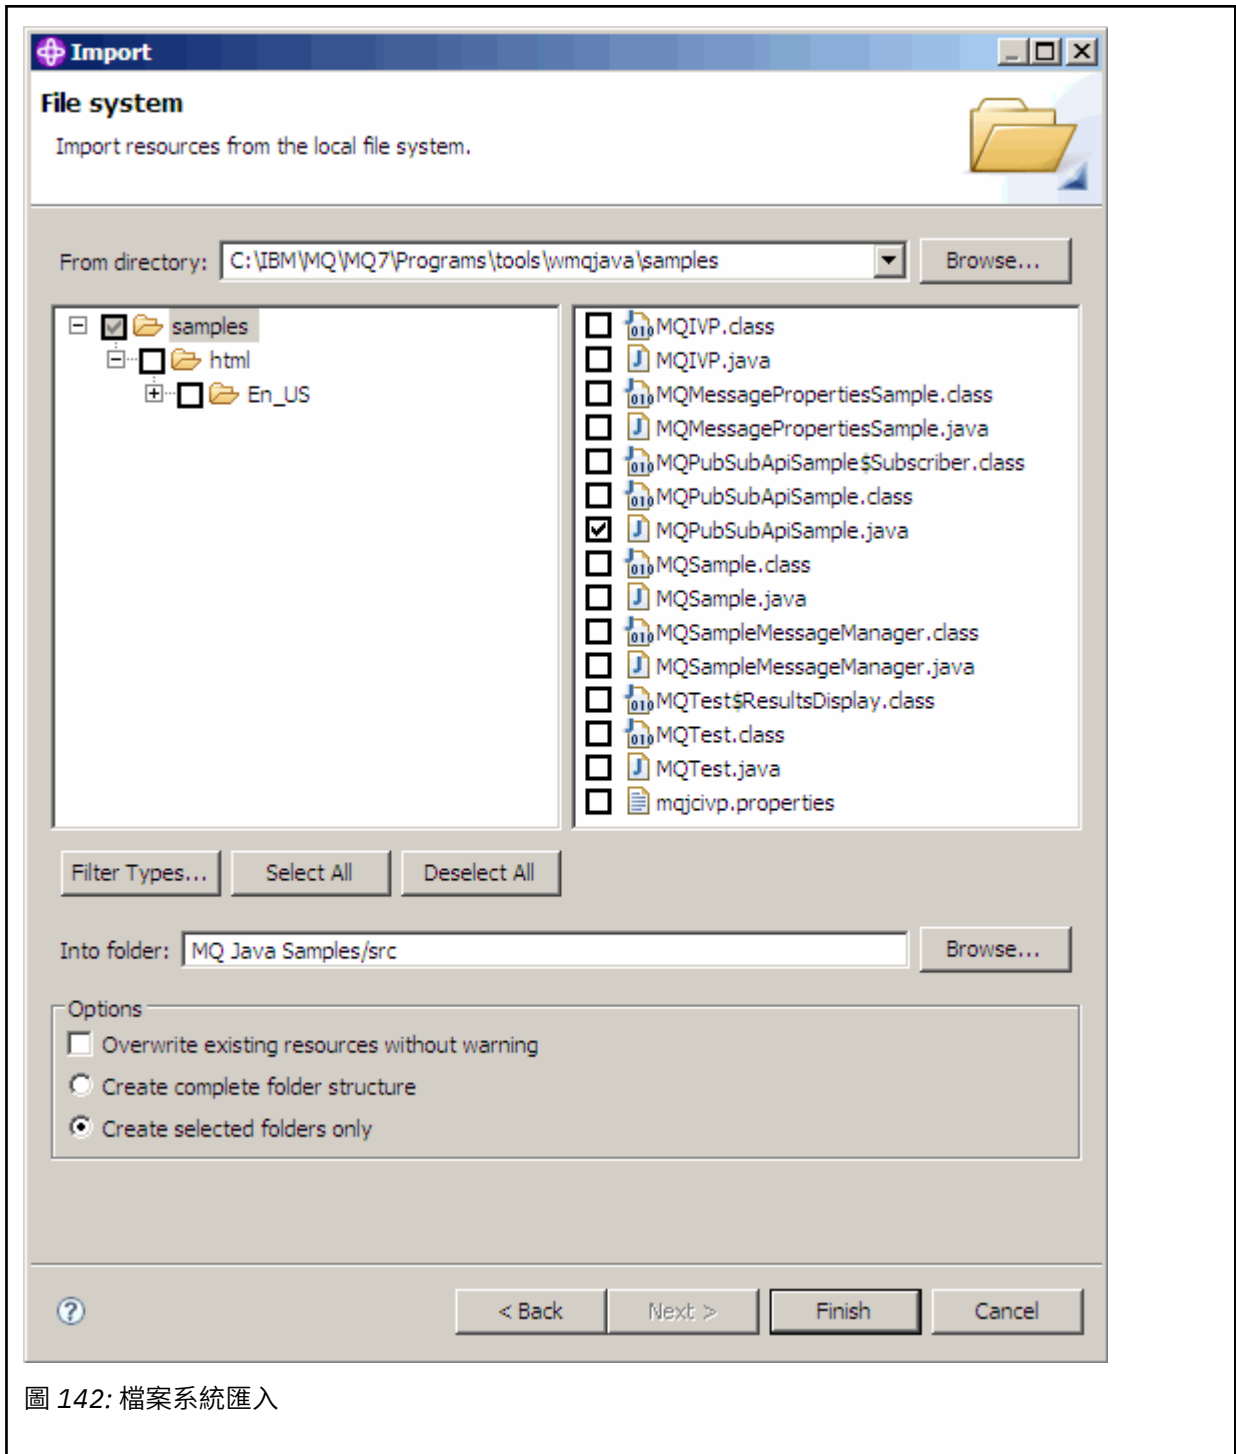 Import
File system
Import resources from the local file system.
From directory: C:\IBM\MQ\MQ7\Programs\tools\wmqjava\samples Browse...
samples
html
En_US
MQIVP.class
MQIVP.java
MQMessagePropertiesSample.class
MQMessagePropertiesSample.java
MQPubSubApiSample$Subscriber.class
MQPubSubApiSample.class
MQPubSubApiSample.java
MQSample.class
MQSample.java
MQSampleMessageManager.class
MQSampleMessageManager.java
MQTest$ResultsDisplay.class
MQTest.class
MQTest.java
mqjcivp.properties
Filter Types... Select All Deselect All
Into folder: MQ Java Samples/src Browse...
Options
Overwrite existing resources without warning
Create complete folder structure
Create selected folders only
< Back Next > Finish Cancel
圖 142: 檔案系統匯入